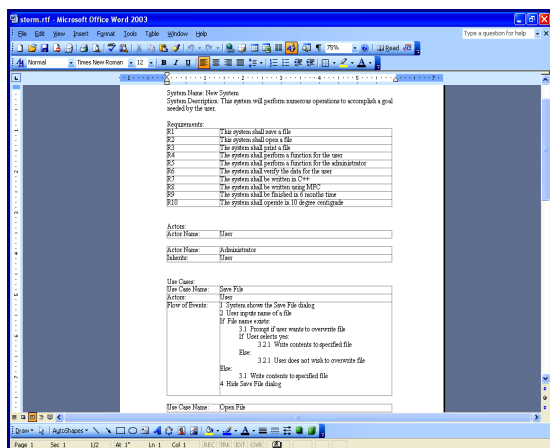 storm.rtf - Microsoft Office Word 2003
File Edit View Insert Format Tools Table Window Help Type a question for help
75% Read
Normal Times New Roman 12 B I U
System Name: New System
System Description: This system will perform numerous operations to accomplish a goal
needed by the user.
Requirements:
R1 This system shall save a file
R2 This system shall open a file
R3 The system shall print a file
R4 The system shall perform a function for the user
R5 The system shall perform a function for the administrator
R6 The system shall verify the data for the user
R7 The system shall be written in C++
R8 The system shall be written using MFC
R9 The system shall be finished in 6 months time
R10 The system shall operate in 10 degree centigrade
Actors:
Actor Name: User
Actor Name: Administrator
Inherits: User
Use Cases:
Use Case Name: Save File
Actors: User
Flow of Events: 1 System shows the Save File dialog
2 User inputs name of a file
If File name exists:
3.1 Prompt if user wants to overwrite file
If User selects yes:
3.2.1 Write contents to specified file
Else:
3.2.1 User does not wish to overwrite file
Else:
3.1 Write contents to specified file
4 Hide Save File dialog
Use Case Name: Open File
Draw AutoShapes
Page 1 Sec 1 1/2 At 1" Ln 1 Col 1 REC TRK EXT OVR